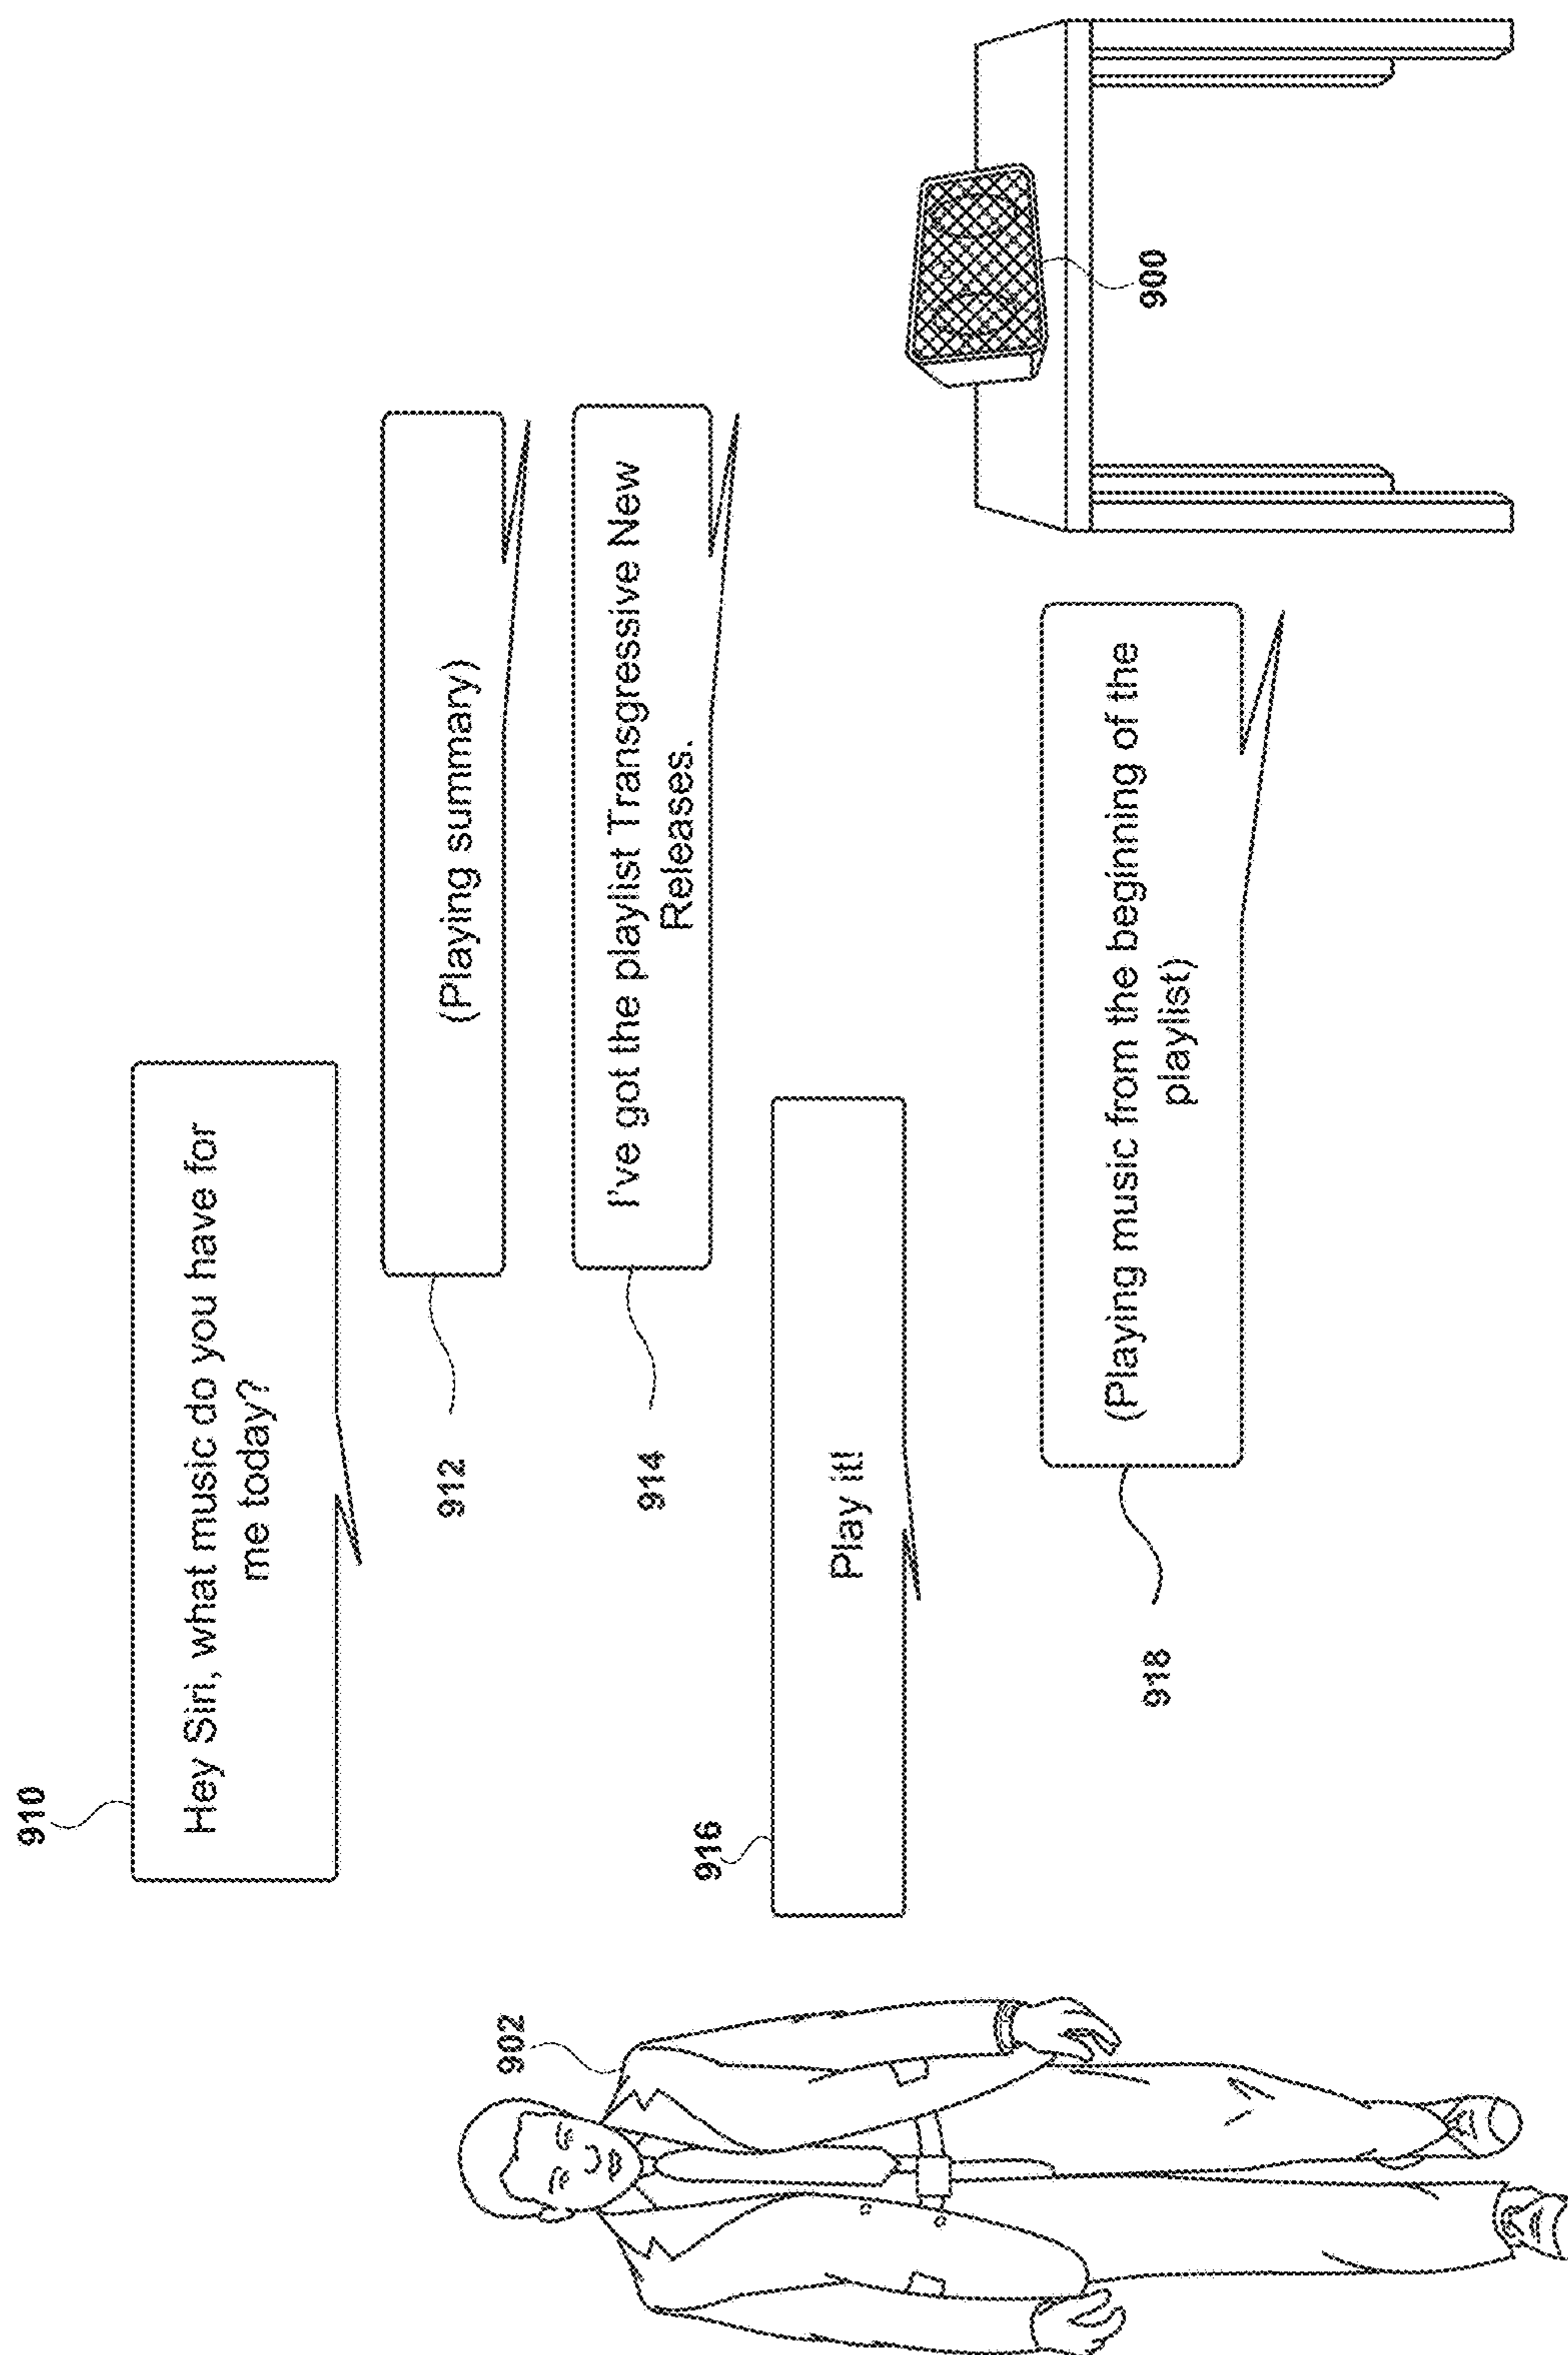 910
Hey Siri, what music do you have for
me today?
(Playing summary)
912
I've got the playlist Transgressive New
Releases.
914
916
Play it!
(Playing music from the beginning of the
playlist)
918
902
900